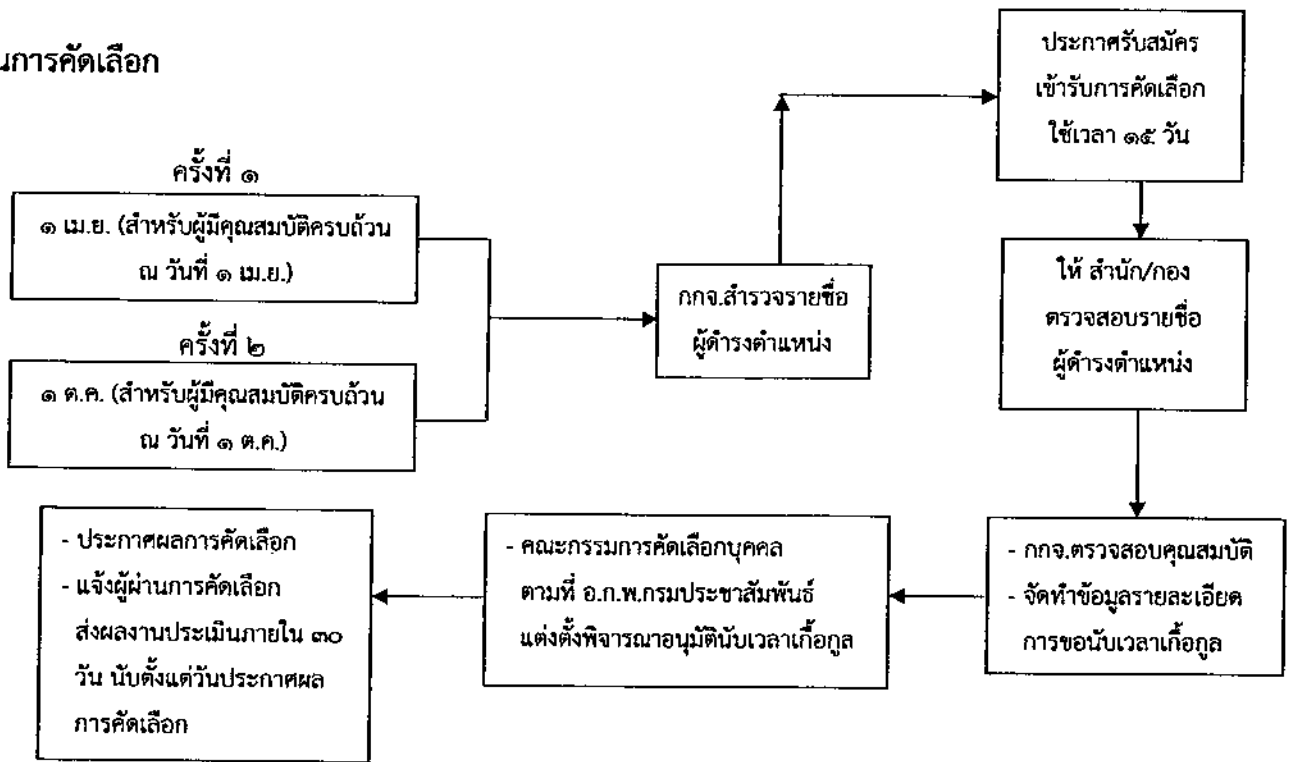 นการคัดเลือก
ครั้งที่ ๑
๑ เม.ย. (สำหรับผู้มีคุณสมบัติครบถ้วน
ณ วันที่ ๑ เม.ย.)
ครั้งที่ ๒
๑ ต.ค. (สำหรับผู้มีคุณสมบัติครบถ้วน
ณ วันที่ ๑ ต.ค.)
กกจ.สำรวจรายชื่อ
ผู้ดำรงตำแหน่ง
ประกาศรับสมัคร
เข้ารับการคัดเลือก
ใช้เวลา ๑๕ วัน
ให้ สำนัก/กอง
ตรวจสอบรายชื่อ
ผู้ดำรงตำแหน่ง
- กกจ.ตรวจสอบคุณสมบัติ
- จัดทำข้อมูลรายละเอียด
การขอนับเวลาเกื้อกูล
- คณะกรรมการคัดเลือกบุคคล
ตามที่ อ.ก.พ.กรมประชาสัมพันธ์
แต่งตั้งพิจารณาอนุมัตินับเวลาเกื้อกูล
- ประกาศผลการคัดเลือก
- แจ้งผู้ผ่านการคัดเลือก
ส่งผลงานประเมินภายใน ๓๐
วัน นับตั้งแต่วันประกาศผล
การคัดเลือก